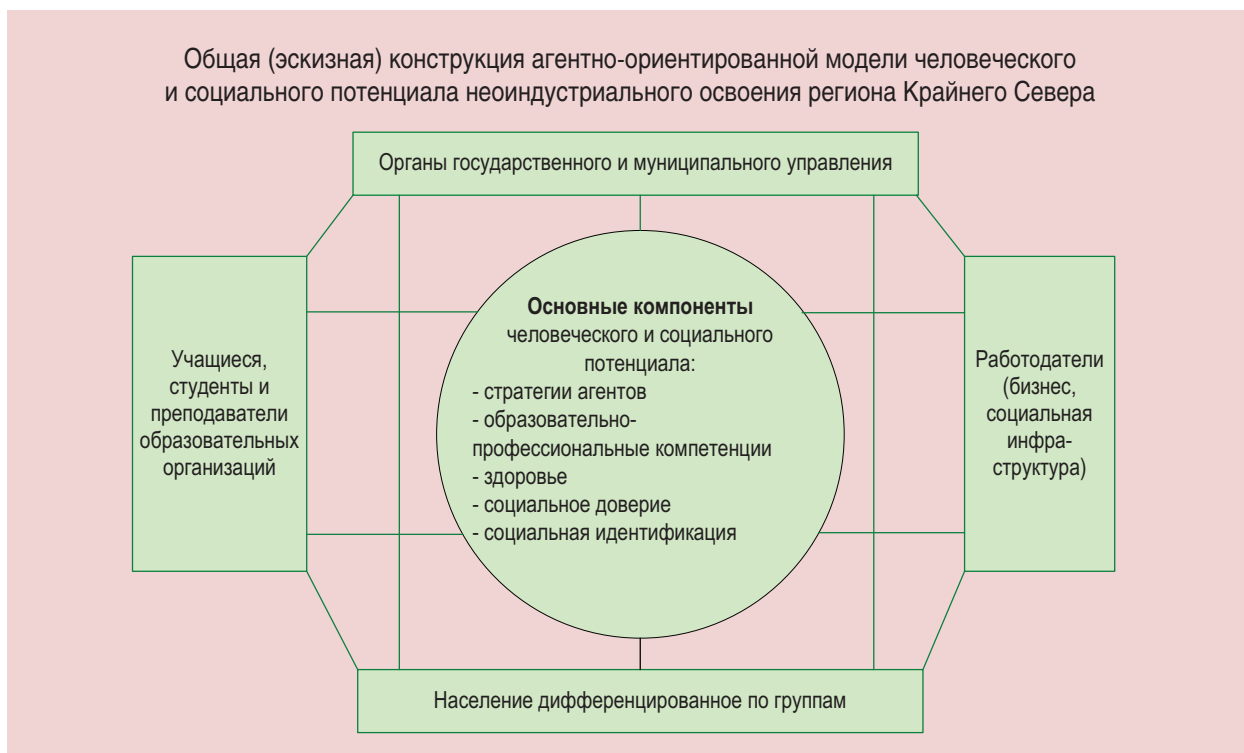 Общая (эскизная) конструкция агентно-ориентированной модели человеческого
и социального потенциала неоиндустриального освоения региона Крайнего Севера
Органы государственного и муниципального управления
Учащиеся,
студенты и
преподаватели
образовательных
организаций
Основные компоненты
человеческого и социального
потенциала:
- стратегии агентов
- образовательно-
профессиональные компетенции
- здоровье
- социальное доверие
- социальная идентификация
Работодатели
(бизнес,
социальная
инфра-
структура)
Население дифференцированное по группам